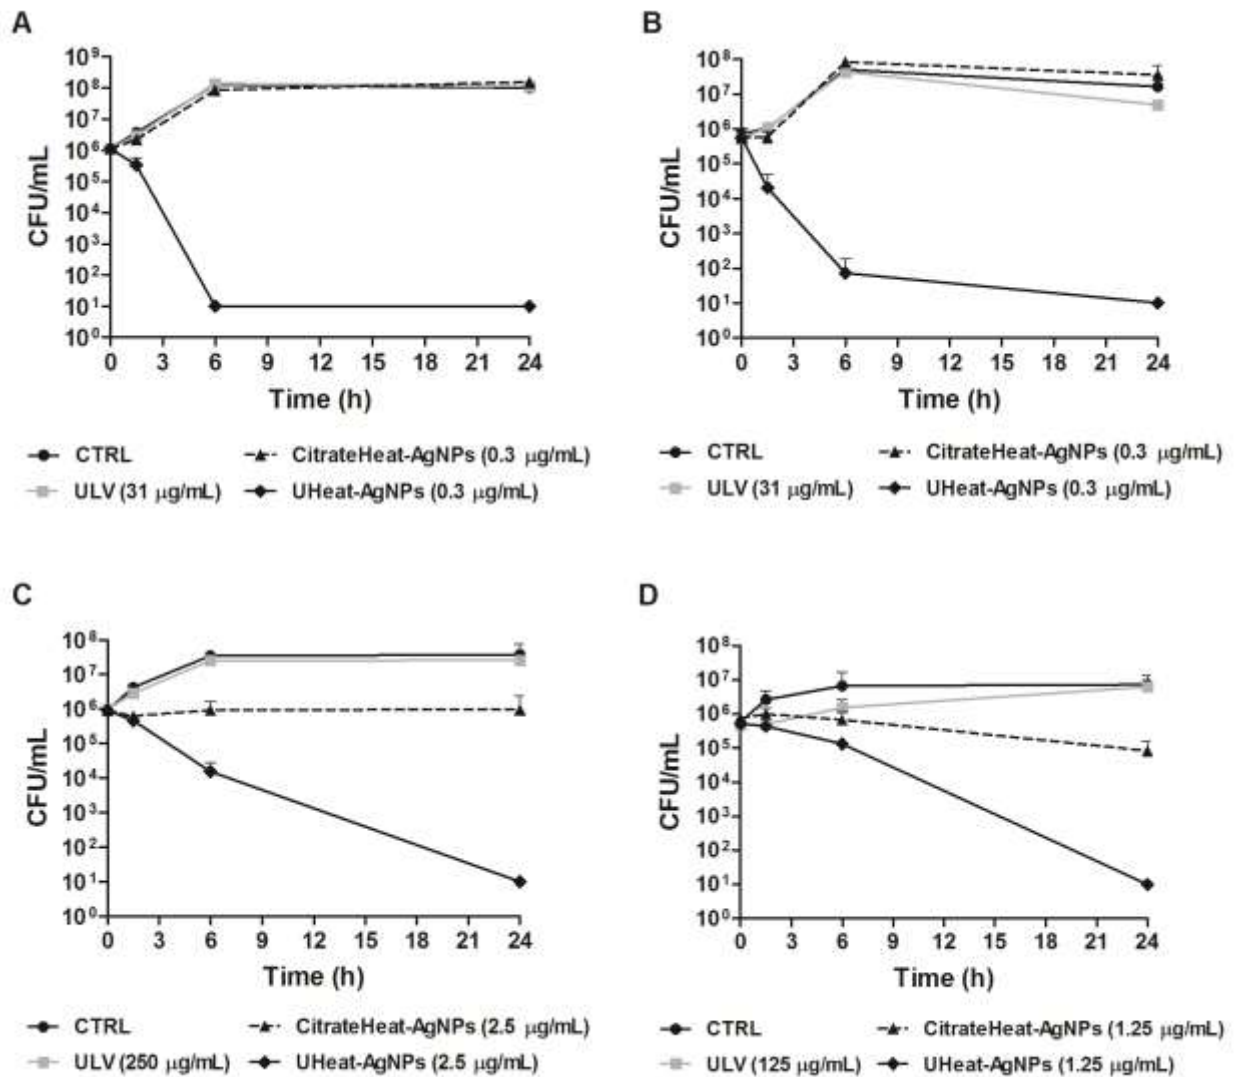 A
CFU/mL
10⁹
10⁸
10⁷
10⁶
10⁵
10⁴
10³
10²
10¹
10⁰
0 3 6 9 12 15 18 21 24
Time (h)
CTRL CitrateHeat-AgNPs (0.3 µg/mL)
ULV (31 µg/mL) UHeat-AgNPs (0.3 µg/mL)
B
CFU/mL
10⁸
10⁷
10⁶
10⁵
10⁴
10³
10²
10¹
10⁰
0 3 6 9 12 15 18 21 24
Time (h)
CTRL CitrateHeat-AgNPs (0.3 µg/mL)
ULV (31 µg/mL) UHeat-AgNPs (0.3 µg/mL)
C
CFU/mL
10⁸
10⁷
10⁶
10⁵
10⁴
10³
10²
10¹
10⁰
0 3 6 9 12 15 18 21 24
Time (h)
CTRL CitrateHeat-AgNPs (2.5 µg/mL)
ULV (250 µg/mL) UHeat-AgNPs (2.5 µg/mL)
D
CFU/mL
10⁸
10⁷
10⁶
10⁵
10⁴
10³
10²
10¹
10⁰
0 3 6 9 12 15 18 21 24
Time (h)
CTRL CitrateHeat-AgNPs (1.25 µg/mL)
ULV (125 µg/mL) UHeat-AgNPs (1.25 µg/mL)